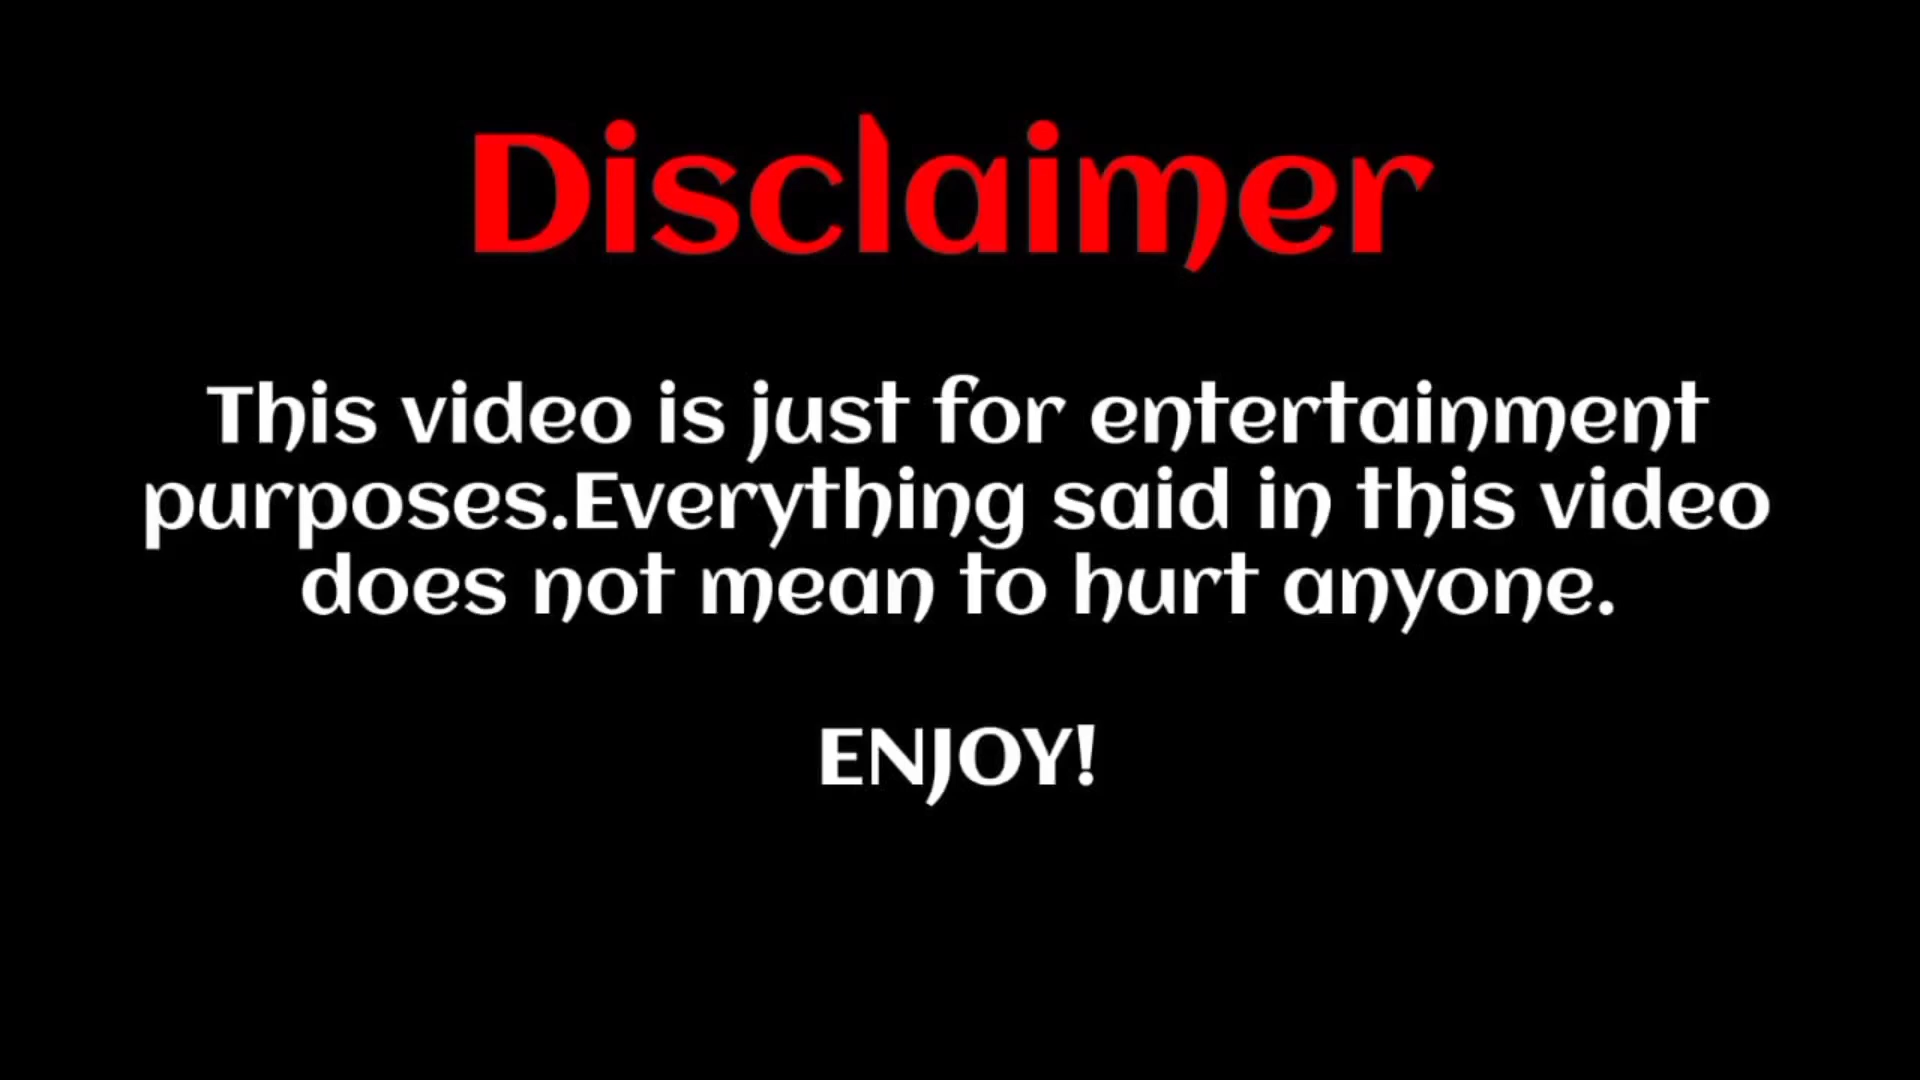 Disclaimer
This video is just for entertainment
purposes.Everything said in this video
does not mean to hurt anyone.
ENJOY!